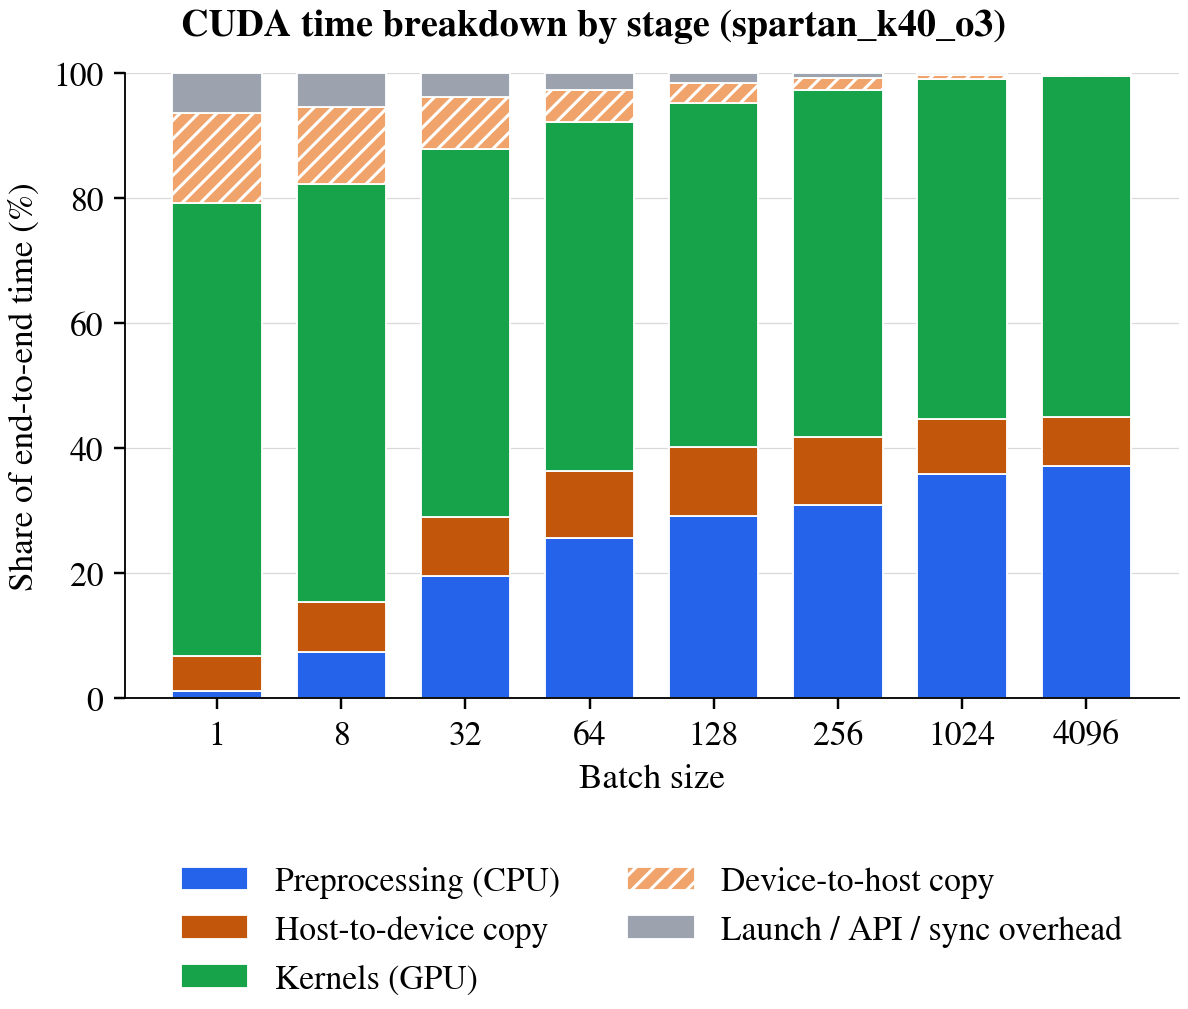 CUDA time breakdown by stage (spartan_k40_o3)
Share of end-to-end time (%)
100
80
60
40
20
0
1 8 32 64 128 256 1024 4096
Batch size
Preprocessing (CPU)
Host-to-device copy
Kernels (GPU)
Device-to-host copy
Launch / API / sync overhead